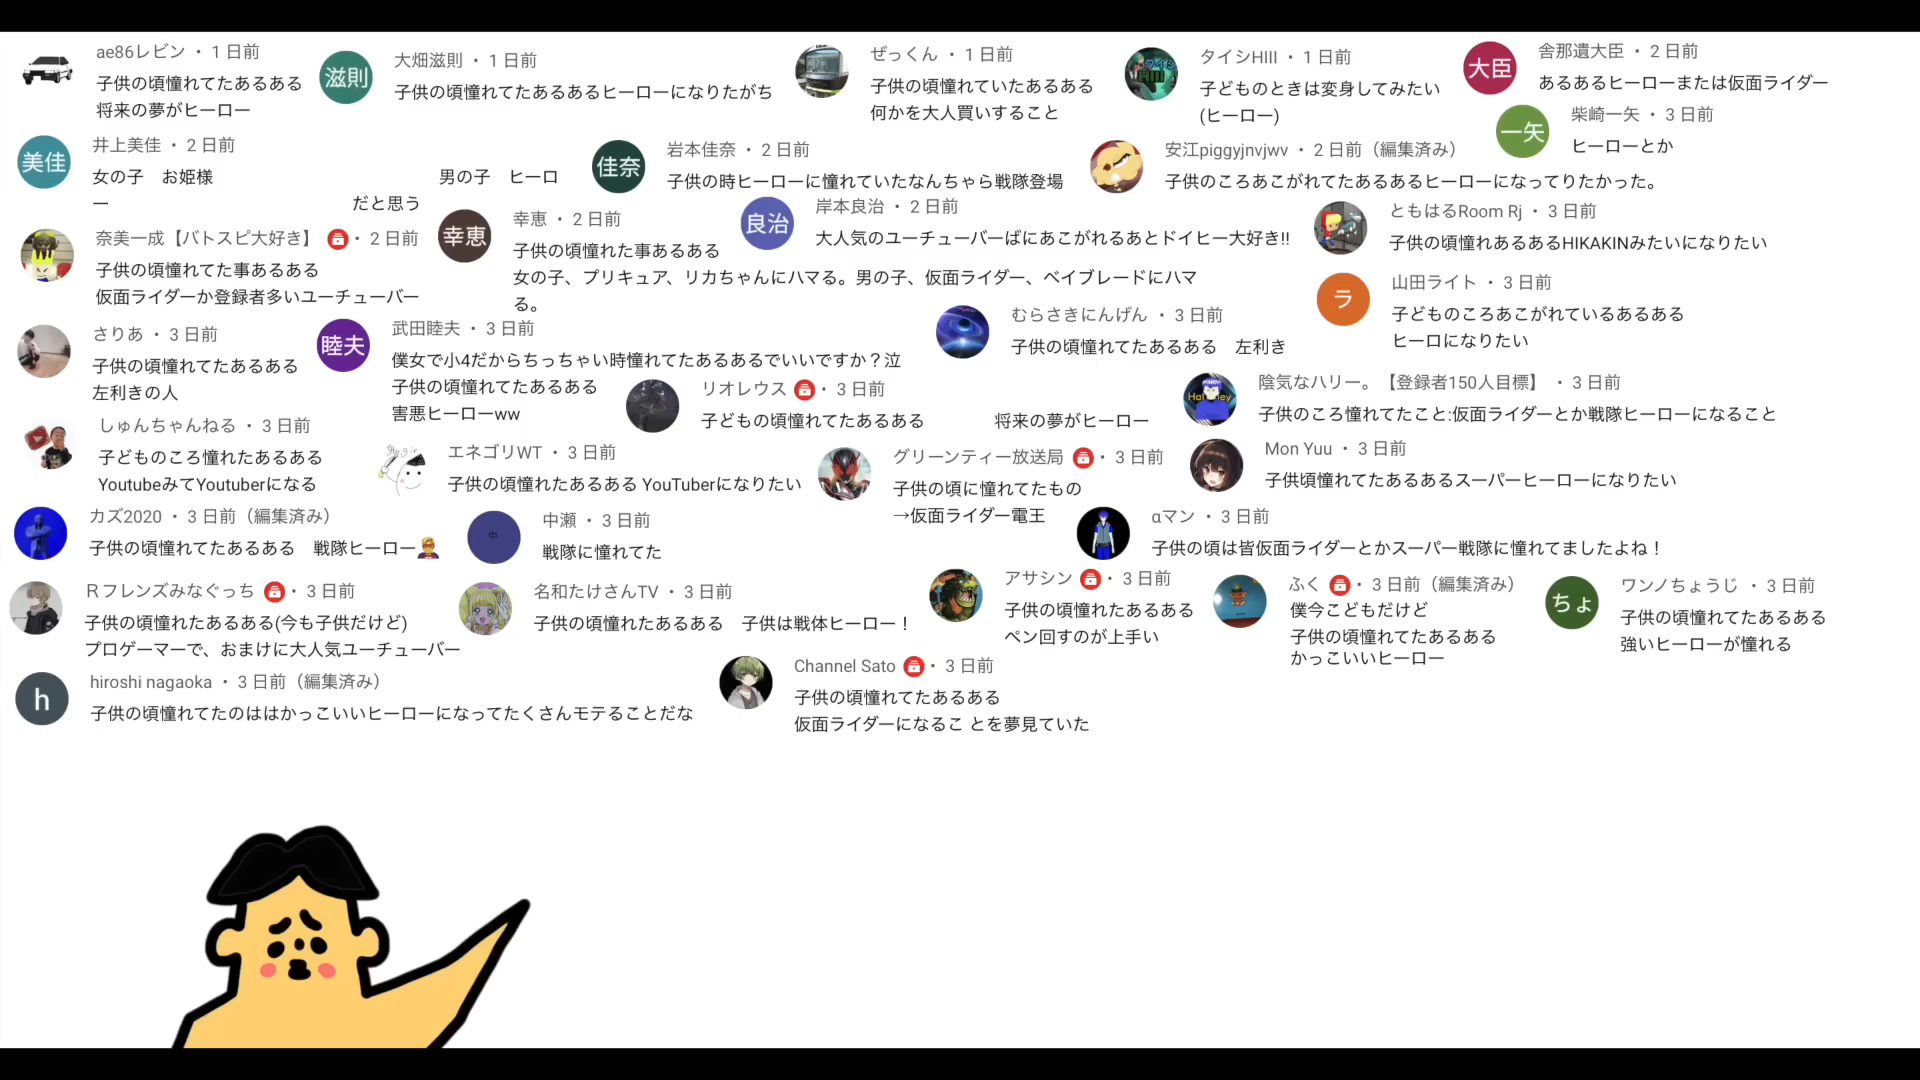 ae86レビン ・ 1 日前
子供の頃憧れてたあるある
将来の夢がヒーロー
滋則
大畑滋則 ・ 1 日前
子供の頃憧れてたあるあるヒーローになりたがち
ぜっくん ・ 1 日前
子供の頃憧れていたあるある
何かを大人買いすること
タイシHIII ・ 1 日前
子どものときは変身してみたい
(ヒーロー)
大臣
舎那遺大臣 ・ 2 日前
あるあるヒーローまたは仮面ライダー
美佳
井上美佳 ・ 2 日前
女の子　お姫様　男の子　ヒーロ
ー　だと思う
佳奈
岩本佳奈 ・ 2 日前
子供の時ヒーローに憧れていたなんちゃら戦隊登場
安江piggyjnvjwv ・ 2 日前（編集済み）
子供のころあこがれてたあるあるヒーローになってりたかった。
一矢
柴崎一矢 ・ 3 日前
ヒーローとか
奈美一成【バトスピ大好き】 ・ 2 日前
子供の頃憧れてた事あるある
仮面ライダーか登録者多いユーチューバー
幸恵
幸恵 ・ 2 日前
子供の頃憧れた事あるある
女の子、プリキュア、リカちゃんにハマる。男の子、仮面ライダー、ベイブレードにハマ
る。
良治
岸本良治 ・ 2 日前
大人気のユーチューバーばにあこがれるあとドイヒー大好き!!
ともはるRoom Rj ・ 3 日前
子供の頃憧れあるあるHIKAKINみたいになりたい
ラ
山田ライト ・ 3 日前
子どものころあこがれているあるある
ヒーロになりたい
さりあ ・ 3 日前
子供の頃憧れてたあるある
左利きの人
睦夫
武田睦夫 ・ 3 日前
僕女で小4だからちっちゃい時憧れてたあるあるでいいですか？泣
子供の頃憧れてたあるある
害悪ヒーローww
むらさきにんげん ・ 3 日前
子供の頃憧れてたあるある　左利き
リオレウス ・ 3 日前
子どもの頃憧れてたあるある　将来の夢がヒーロー
陰気なハリー。【登録者150人目標】 ・ 3 日前
子供のころ憧れてたこと:仮面ライダーとか戦隊ヒーローになること
しゅんちゃんねる ・ 3 日前
子どものころ憧れたあるある
YoutubeみてYoutuberになる
エネゴリWT ・ 3 日前
子供の頃憧れたあるある YouTuberになりたい
グリーンティー放送局 ・ 3 日前
子供の頃に憧れてたもの
→仮面ライダー電王
Mon Yuu ・ 3 日前
子供頃憧れてたあるあるスーパーヒーローになりたい
カズ2020 ・ 3 日前（編集済み）
子供の頃憧れてたあるある　戦隊ヒーロー
中
中瀬 ・ 3 日前
戦隊に憧れてた
αマン ・ 3 日前
子供の頃は皆仮面ライダーとかスーパー戦隊に憧れてましたよね！
Ｒフレンズみなぐっち ・ 3 日前
子供の頃憧れたあるある(今も子供だけど)
プロゲーマーで、おまけに大人気ユーチューバー
名和たけさんTV ・ 3 日前
子供の頃憧れたあるある　子供は戦体ヒーロー！
アサシン ・ 3 日前
子供の頃憧れたあるある
ペン回すのが上手い
ふく ・ 3 日前（編集済み）
僕今こどもだけど
子供の頃憧れてたあるある
かっこいいヒーロー
ちょ
ワンノちょうじ ・ 3 日前
子供の頃憧れてたあるある
強いヒーローが憧れる
h
hiroshi nagaoka ・ 3 日前（編集済み）
子供の頃憧れてたのははかっこいいヒーローになってたくさんモテることだな
Channel Sato ・ 3 日前
子供の頃憧れてたあるある
仮面ライダーになるこ とを夢見ていた